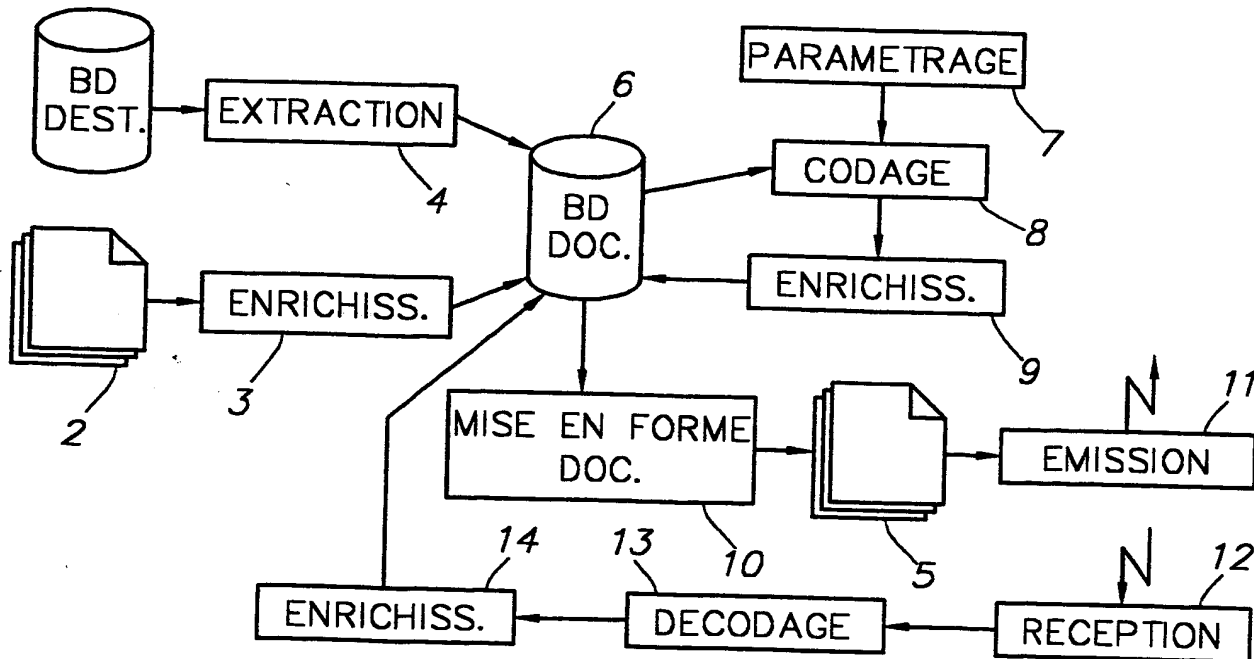 BD
DEST.
EXTRACTION
4
6
BD
DOC.
PARAMETRAGE
7
CODAGE
8
ENRICHISS.
9
2
ENRICHISS.
3
MISE EN FORME
DOC.
10
5
11
EMISSION
12
RECEPTION
13
DECODAGE
14
ENRICHISS.